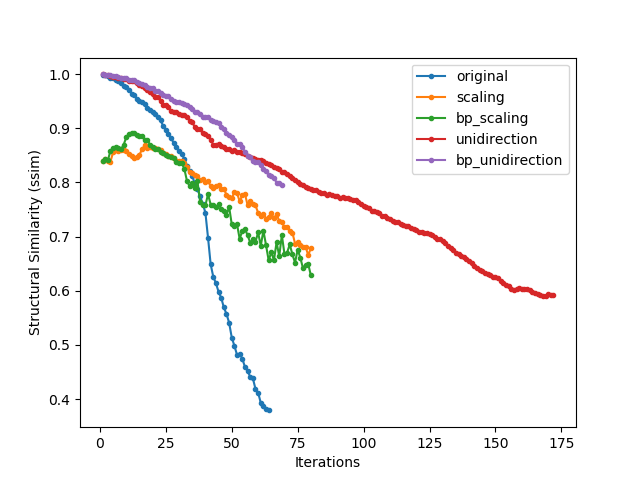 original
scaling
bp_scaling
unidirection
bp_unidirection
1.0
0.9
0.8
0.7
0.6
0.5
0.4
Structural Similarity (ssim)
0 25 50 75 100 125 150 175
Iterations